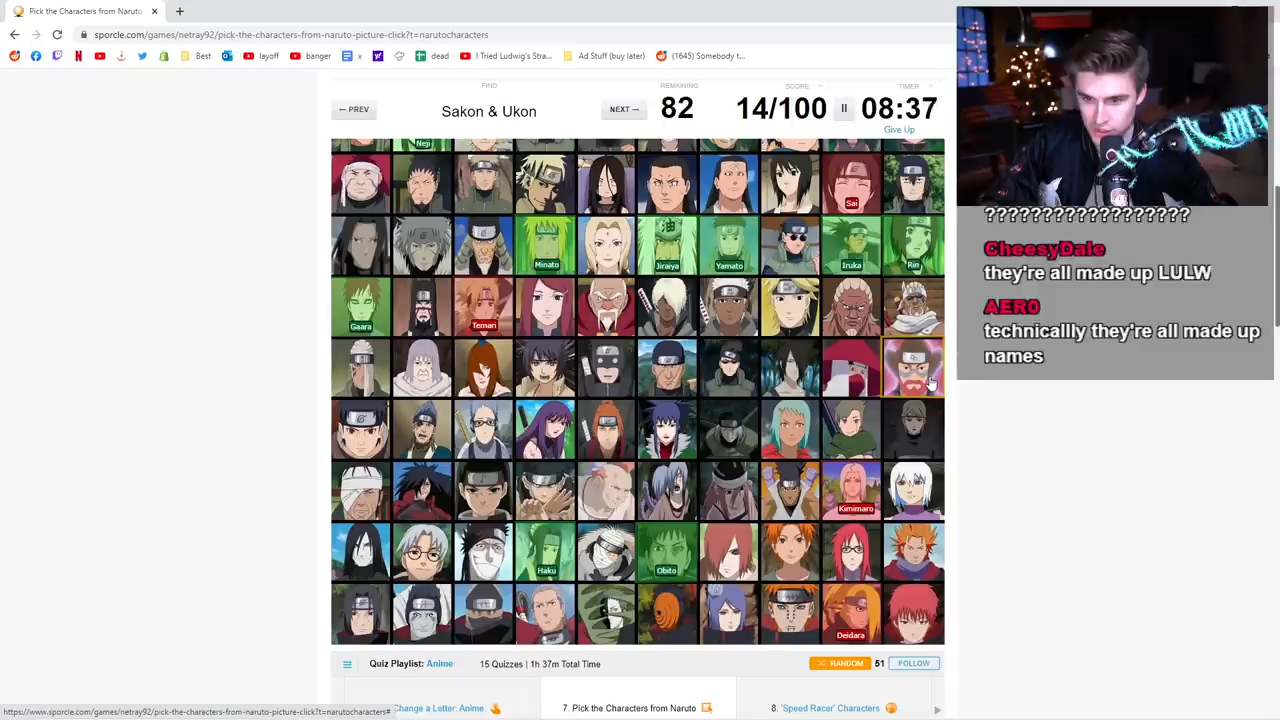 Pick the Characters from Naruto
sporcle.com/games/netray92/pick-the-characters-from-naruto-picture-click?t=narutocharacters
Best
layoff
banger
x
dead
I Tried Ludwig's Stra...
Ad Stuff (buy later)
(1645) Somebody t...
FIND
REMAINING
SCORE
TIMER
← PREV
Sakon & Ukon
NEXT →
82
14/100
08:37
Give Up
Neji
Sai
Minato
Jiraiya
Yamato
Iruka
Rin
Gaara
Temari
Kimimaro
Haku
Obito
Deidara
?????????????????
CheesyDale
they're all made up LULW
AER0
technicallly they're all made up
names
Quiz Playlist: Anime
15 Quizzes | 1h 37m Total Time
RANDOM
51
FOLLOW
Change a Letter: Anime
7. Pick the Characters from Naruto
8. 'Speed Racer' Characters
https://www.sporcle.com/games/netray92/pick-the-characters-from-naruto-picture-click?t=narutocharacters#